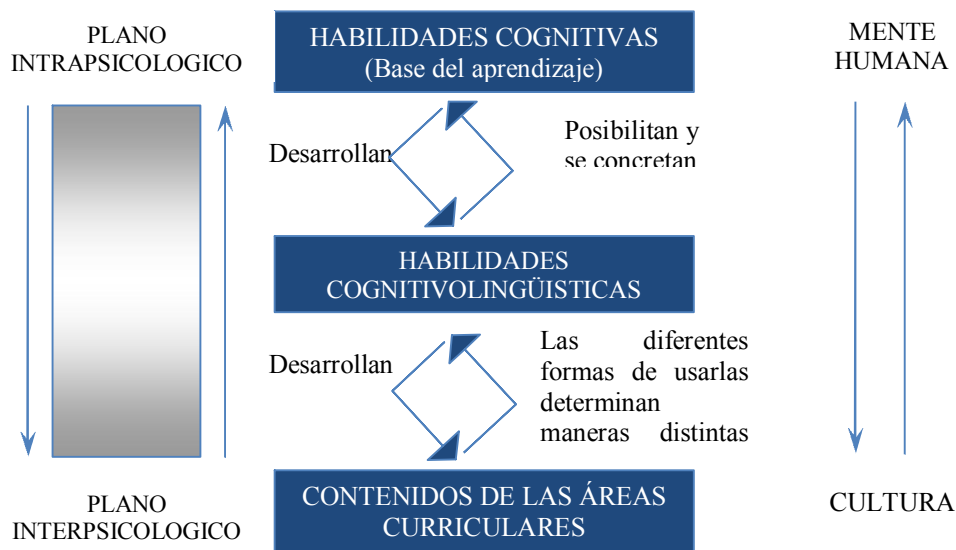 PLANO
INTRAPSICOLOGICO
HABILIDADES COGNITIVAS
(Base del aprendizaje)
MENTE
HUMANA
Desarrollan
Posibilitan y
se concretan
HABILIDADES
COGNITIVOLINGÜISTICAS
Desarrollan
Las diferentes
formas de usarlas
determinan
maneras distintas
PLANO
INTERPSICOLOGICO
CONTENIDOS DE LAS ÁREAS
CURRICULARES
CULTURA